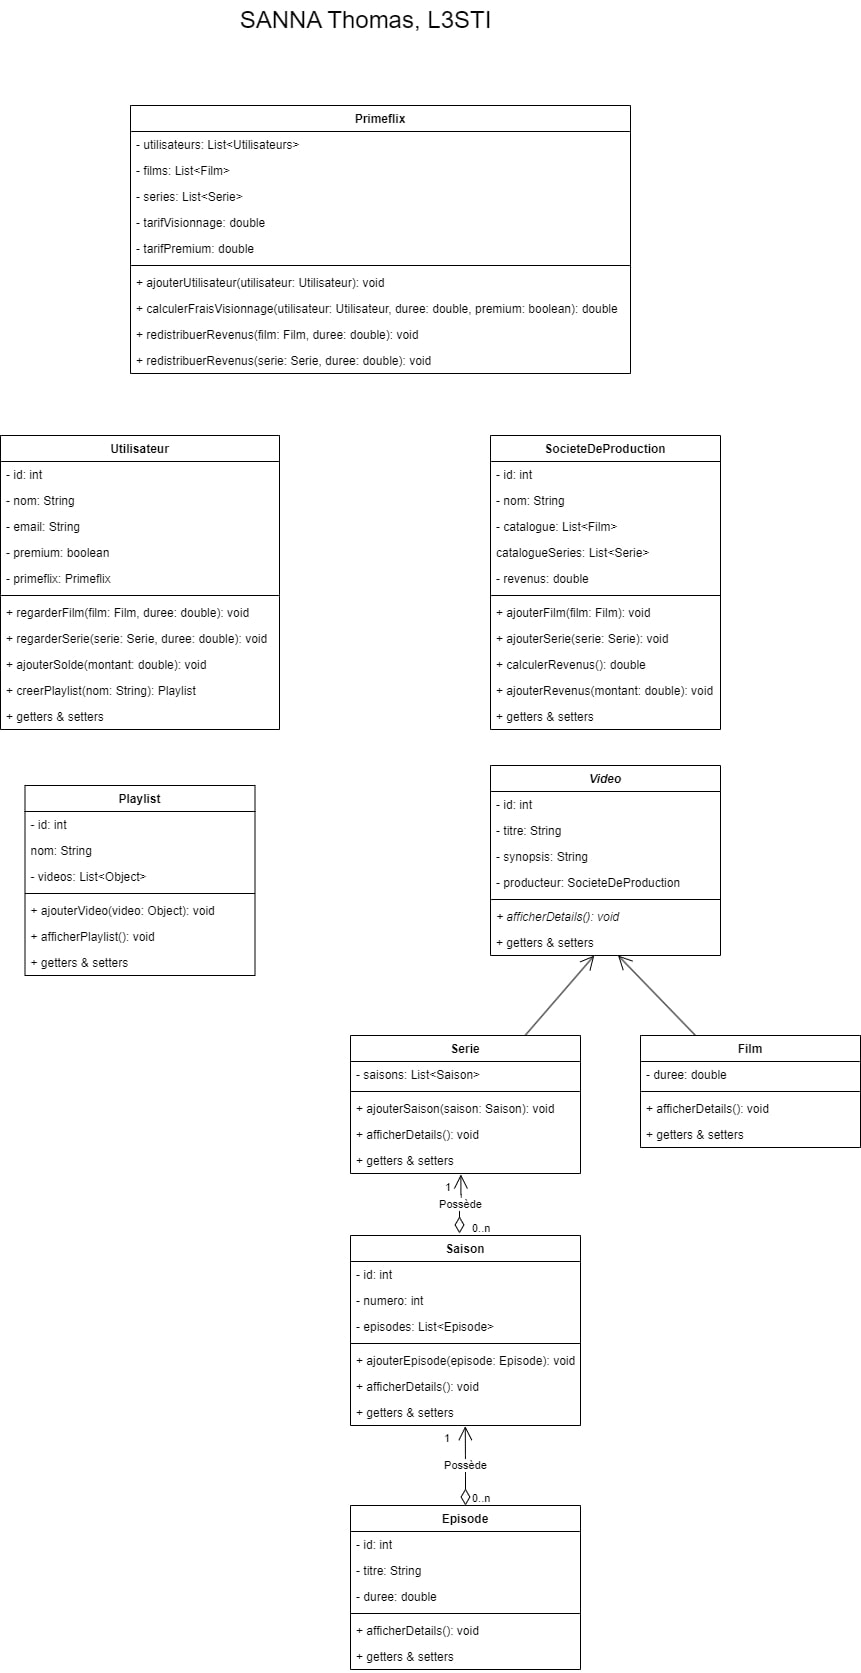 SANNA Thomas, L3STI
Primeflix
- utilisateurs: List<Utilisateurs>
- films: List<Film>
- series: List<Serie>
- tarifVisionnage: double
- tarifPremium: double
+ ajouterUtilisateur(utilisateur: Utilisateur): void
+ calculerFraisVisionnage(utilisateur: Utilisateur, duree: double, premium: boolean): double
+ redistribuerRevenus(film: Film, duree: double): void
+ redistribuerRevenus(serie: Serie, duree: double): void
Utilisateur
- id: int
- nom: String
- email: String
- premium: boolean
- primeflix: Primeflix
+ regarderFilm(film: Film, duree: double): void
+ regarderSerie(serie: Serie, duree: double): void
+ ajouterSolde(montant: double): void
+ creerPlaylist(nom: String): Playlist
+ getters & setters
SocieteDeProduction
- id: int
- nom: String
- catalogue: List<Film>
catalogueSeries: List<Serie>
- revenus: double
+ ajouterFilm(film: Film): void
+ ajouterSerie(serie: Serie): void
+ calculerRevenus(): double
+ ajouterRevenus(montant: double): void
+ getters & setters
Playlist
- id: int
nom: String
- videos: List<Object>
+ ajouterVideo(video: Object): void
+ afficherPlaylist(): void
+ getters & setters
Video
- id: int
- titre: String
- synopsis: String
- producteur: SocieteDeProduction
+ afficherDetails(): void
+ getters & setters
Serie
- saisons: List<Saison>
+ ajouterSaison(saison: Saison): void
+ afficherDetails(): void
+ getters & setters
Film
- duree: double
+ afficherDetails(): void
+ getters & setters
1
Possède
0..n
Saison
- id: int
- numero: int
- episodes: List<Episode>
+ ajouterEpisode(episode: Episode): void
+ afficherDetails(): void
+ getters & setters
1
Possède
0..n
Episode
- id: int
- titre: String
- duree: double
+ afficherDetails(): void
+ getters & setters